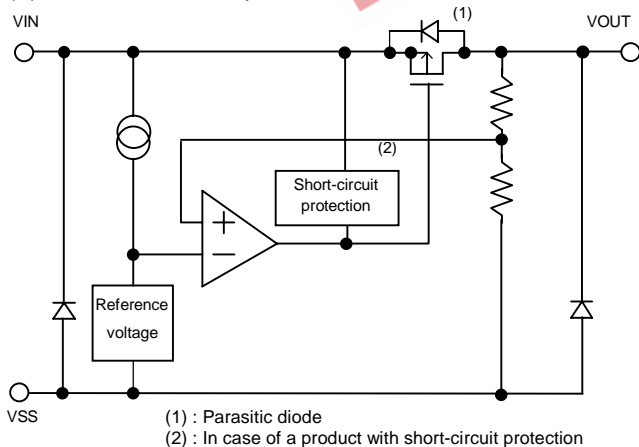 (1)
VIN
VOUT
(2)
Short-circuit
protection
+
−
Reference
voltage
VSS
(1) : Parasitic diode
(2) : In case of a product with short-circuit protection